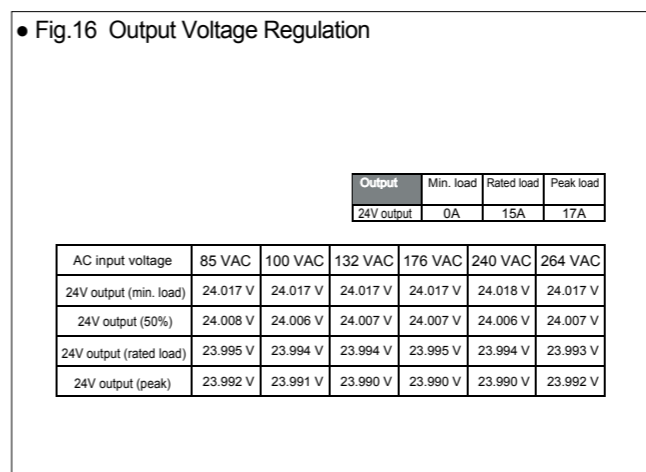 ● Fig.16 Output Voltage Regulation
Output Min. load Rated load Peak load
24V output 0A 15A 17A
AC input voltage 85 VAC 100 VAC 132 VAC 176 VAC 240 VAC 264 VAC
24V output (min. load) 24.017 V 24.017 V 24.017 V 24.017 V 24.018 V 24.017 V
24V output (50%) 24.008 V 24.006 V 24.007 V 24.007 V 24.006 V 24.007 V
24V output (rated load) 23.995 V 23.994 V 23.994 V 23.995 V 23.994 V 23.993 V
24V output (peak) 23.992 V 23.991 V 23.990 V 23.990 V 23.990 V 23.992 V